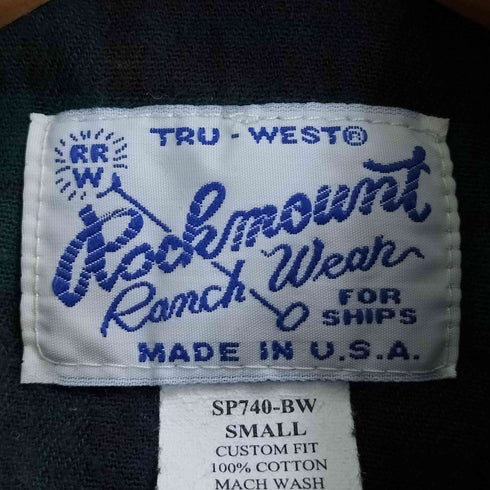 TRU-WEST®
RR
W
Rockmount
Ranch Wear
FOR
SHIPS
MADE IN U.S.A.
SP740-BW
SMALL
CUSTOM FIT
100% COTTON
MACH WASH